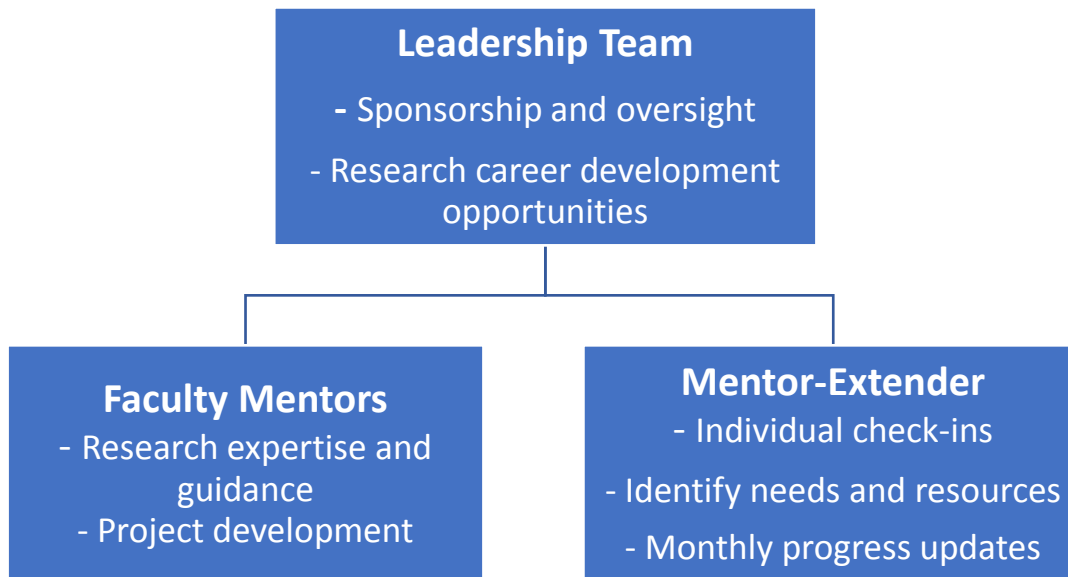 Leadership Team
- Sponsorship and oversight
- Research career development
opportunities
Faculty Mentors
- Research expertise and
guidance
- Project development
Mentor-Extender
- Individual check-ins
- Identify needs and resources
- Monthly progress updates